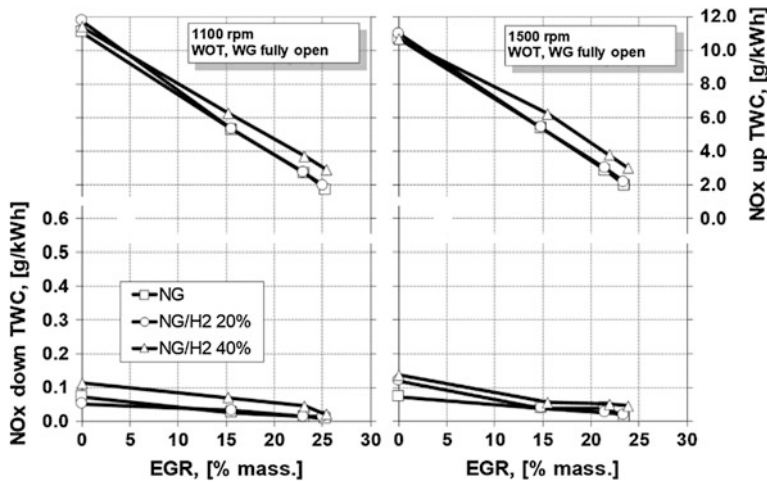 1100 rpm
WOT, WG fully open
1500 rpm
WOT, WG fully open
12.0
10.0
8.0
6.0
4.0
2.0
0.0
NOx up TWC, [g/kWh]
NOx down TWC, [g/kWh]
0.6
0.5
0.4
0.3
0.2
0.1
0.0
NG
NG/H2 20%
NG/H2 40%
0 5 10 15 20 25 30
0 5 10 15 20 25 30
EGR, [% mass.]
EGR, [% mass.]